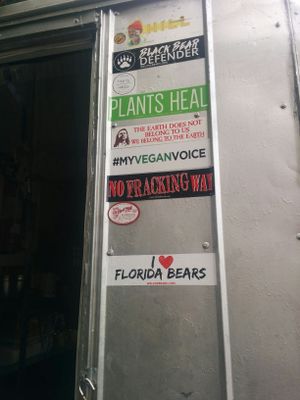 HILL
BLACK BEAR
DEFENDER
PLANTS HEAL
THE EARTH DOES NOT
BELONG TO US
WE BELONG TO THE EARTH
#MYVEGANVOICE
NO FRACKING WAY
I ❤
FLORIDA BEARS